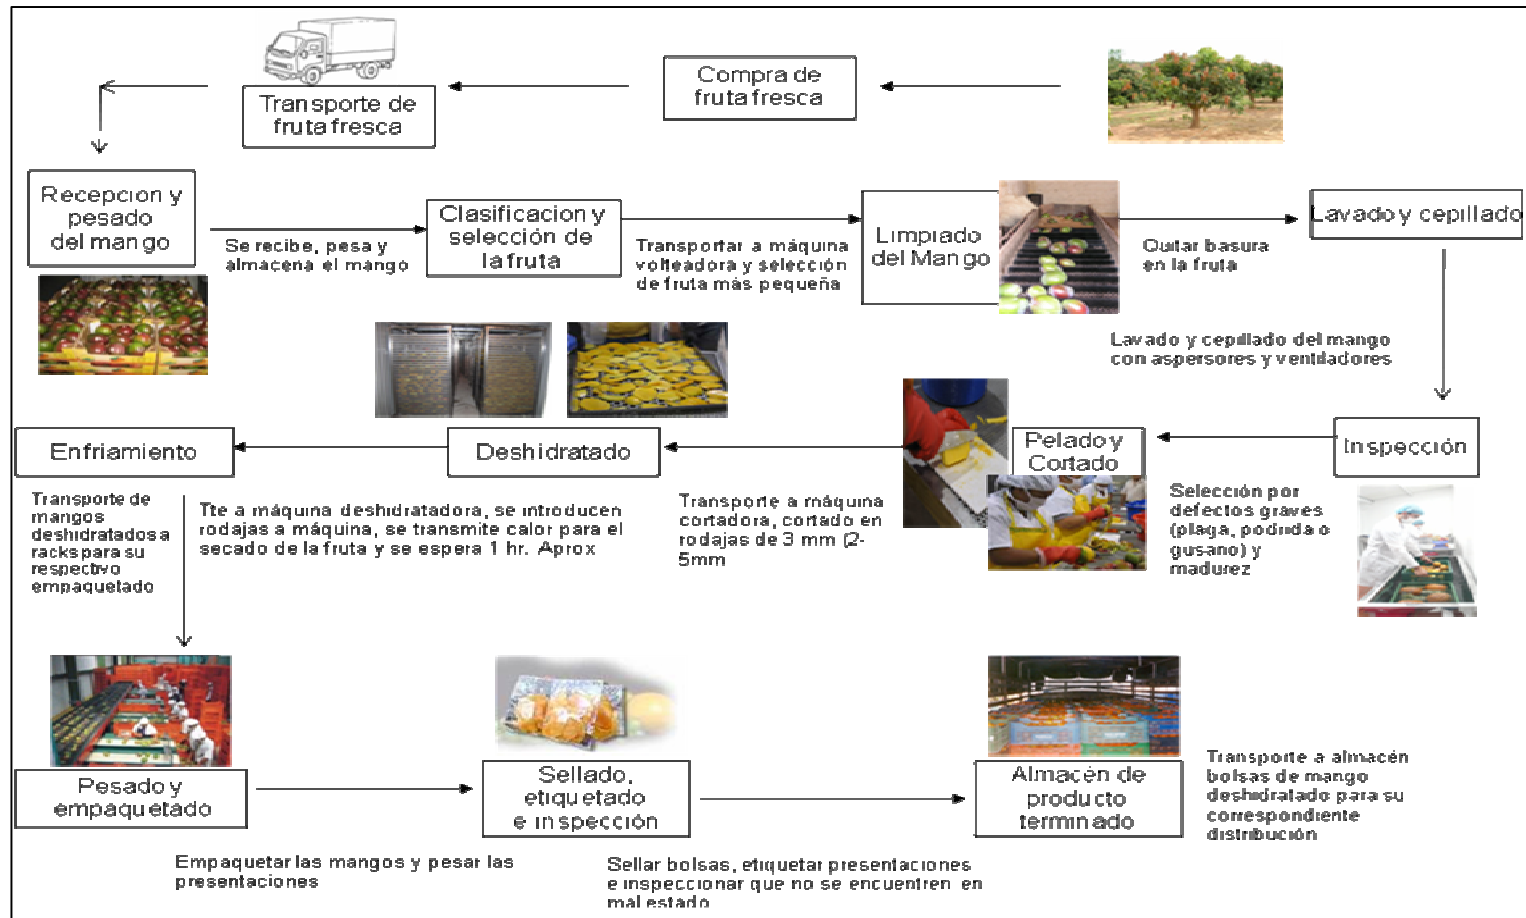 Compra de
fruta fresca
Transporte de
fruta fresca
Recepcion y
pesado
del mango
Se recibe, pesa y
almacena el mango
Clasificacion y
selección de
la fruta
Transportar a máquina
volteadora y selección
de fruta más pequeña
Limpiado
del Mango
Quitar basura
en la fruta
Lavado y cepillado
Lavado y cepillado del mango
con aspersores y ventiladores
Inspección
Selección por
defectos graves
(plaga, podrida o
gusano) y
madurez
Pelado y
Cortado
Transporte a máquina
cortadora, cortado en
rodajas de 3 mm (2-
5mm
Deshidratado
Tte a máquina deshidratadora, se introducen
rodajas a máquina, se transmite calor para el
secado de la fruta y se espera 1 hr. Aprox
Enfriamiento
Transporte de
mangos
deshidratados a
racks para su
respectivo
empaquetado
Pesado y
empaquetado
Empaquetar las mangos y pesar las
presentaciones
Sellado,
etiquetado
e inspección
Sellar bolsas, etiquetar presentaciones
e inspeccionar que no se encuentren en
mal estado
Almacén de
producto
terminado
Transporte a almacén
bolsas de mango
deshidratado para su
correspondiente
distribución